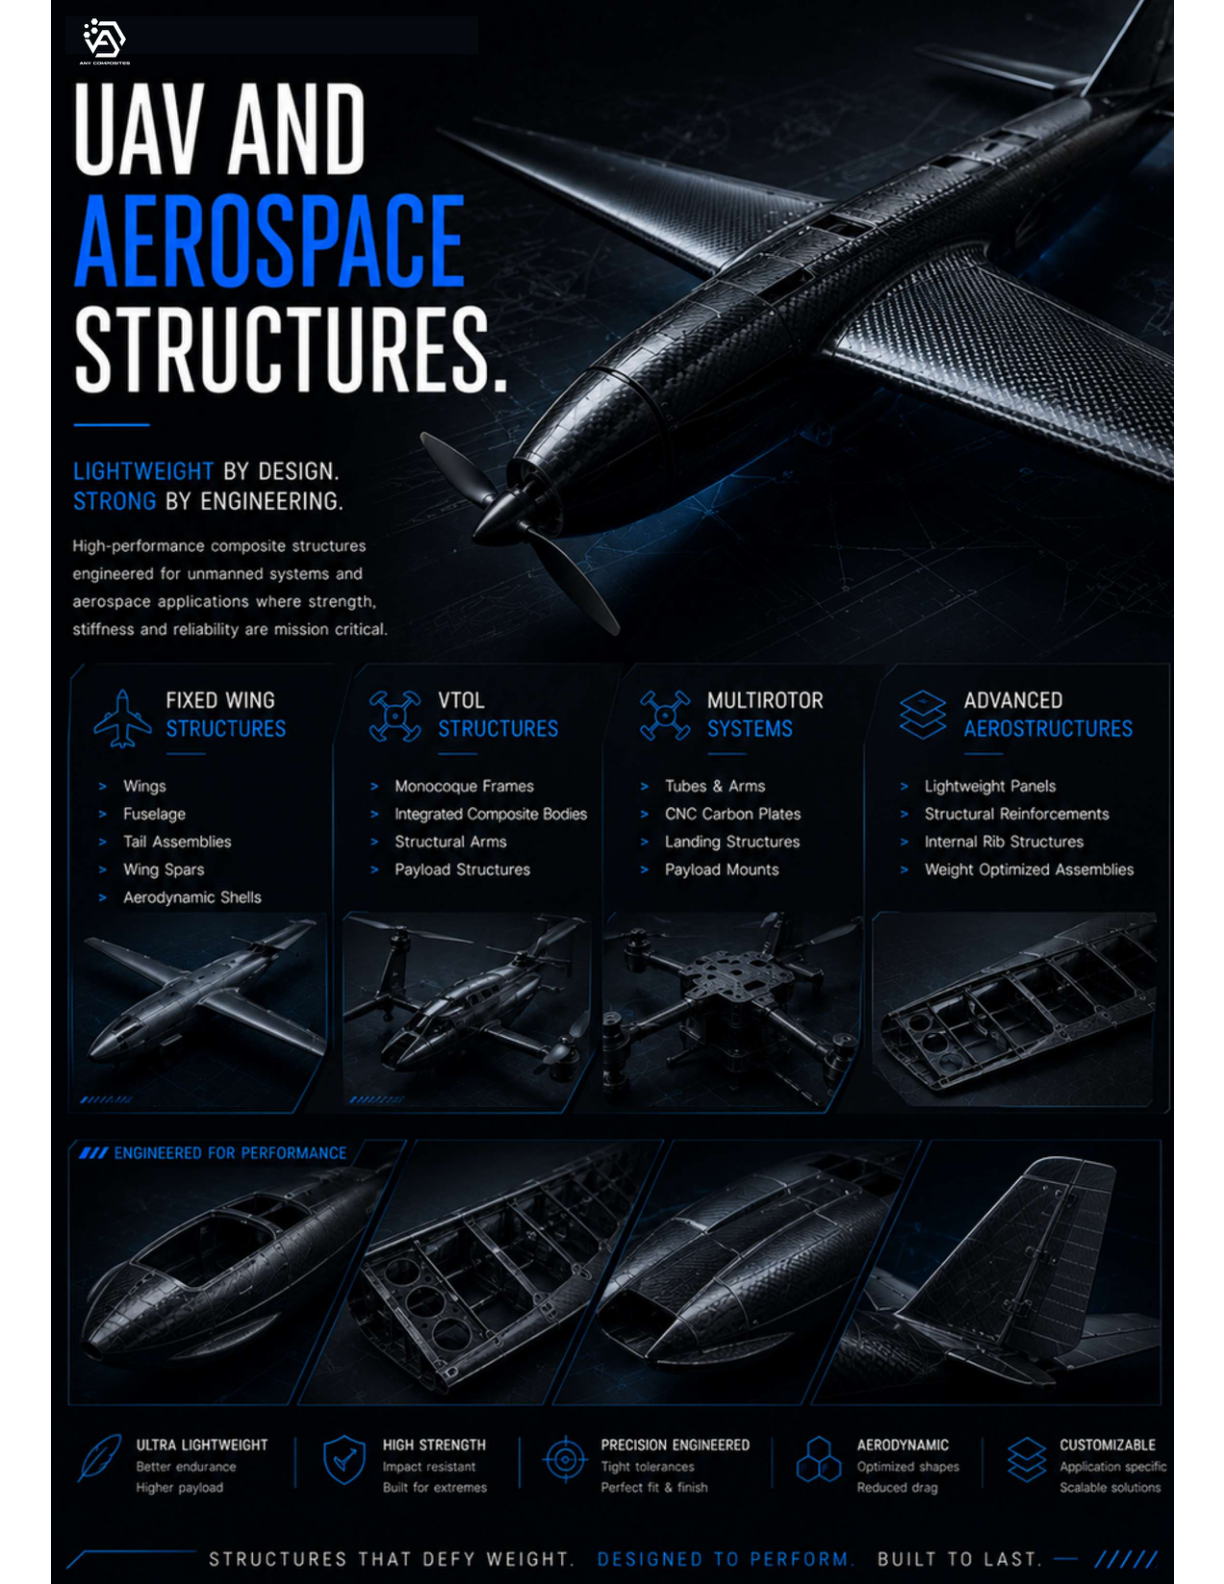 ANY COMPOSITES
UAV AND
AEROSPACE
STRUCTURES.
LIGHTWEIGHT BY DESIGN.
STRONG BY ENGINEERING.
High-performance composite structures
engineered for unmanned systems and
aerospace applications where strength,
stiffness and reliability are mission critical.
FIXED WING
STRUCTURES
> Wings
> Fuselage
> Tail Assemblies
> Wing Spars
> Aerodynamic Shells
VTOL
STRUCTURES
> Monocoque Frames
> Integrated Composite Bodies
> Structural Arms
> Payload Structures
MULTIROTOR
SYSTEMS
> Tubes & Arms
> CNC Carbon Plates
> Landing Structures
> Payload Mounts
ADVANCED
AEROSTRUCTURES
> Lightweight Panels
> Structural Reinforcements
> Internal Rib Structures
> Weight Optimized Assemblies
ENGINEERED FOR PERFORMANCE
ULTRA LIGHTWEIGHT
Better endurance
Higher payload
HIGH STRENGTH
Impact resistant
Built for extremes
PRECISION ENGINEERED
Tight tolerances
Perfect fit & finish
AERODYNAMIC
Optimized shapes
Reduced drag
CUSTOMIZABLE
Application specific
Scalable solutions
STRUCTURES THAT DEFY WEIGHT. DESIGNED TO PERFORM. BUILT TO LAST.